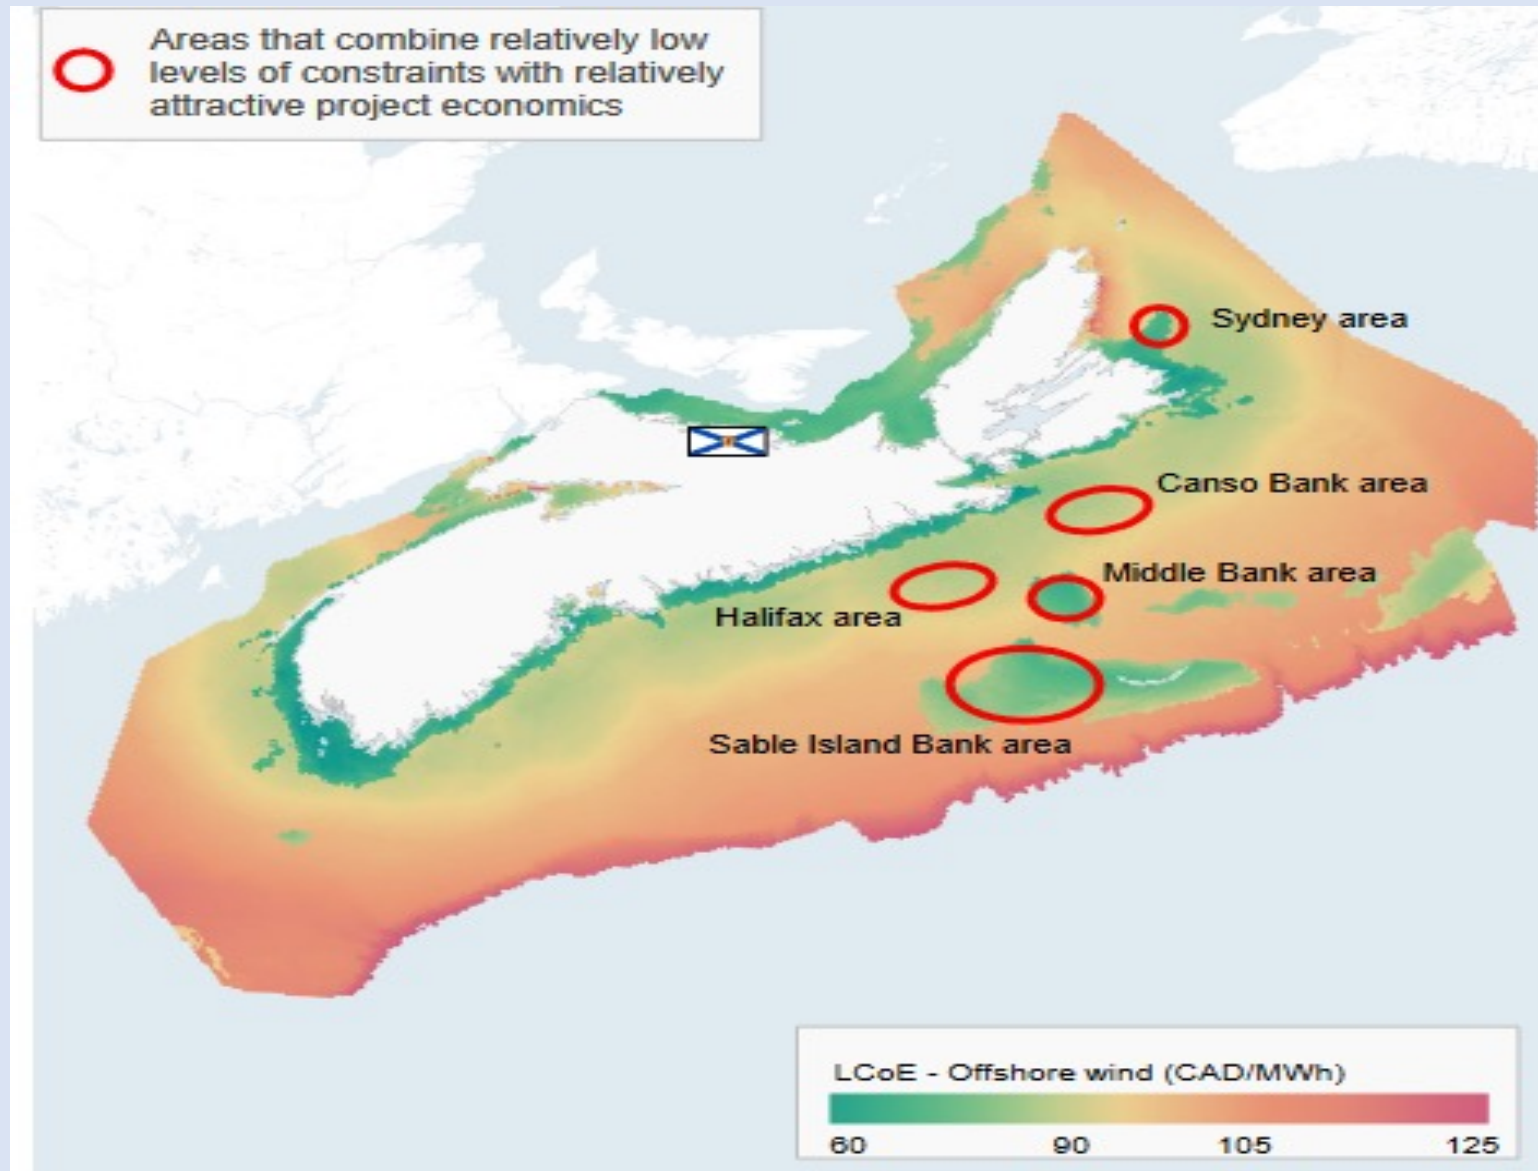 Areas that combine relatively low
levels of constraints with relatively
attractive project economics
Sydney area
Canso Bank area
Middle Bank area
Halifax area
Sable Island Bank area
LCoE - Offshore wind (CAD/MWh)
60 90 105 125